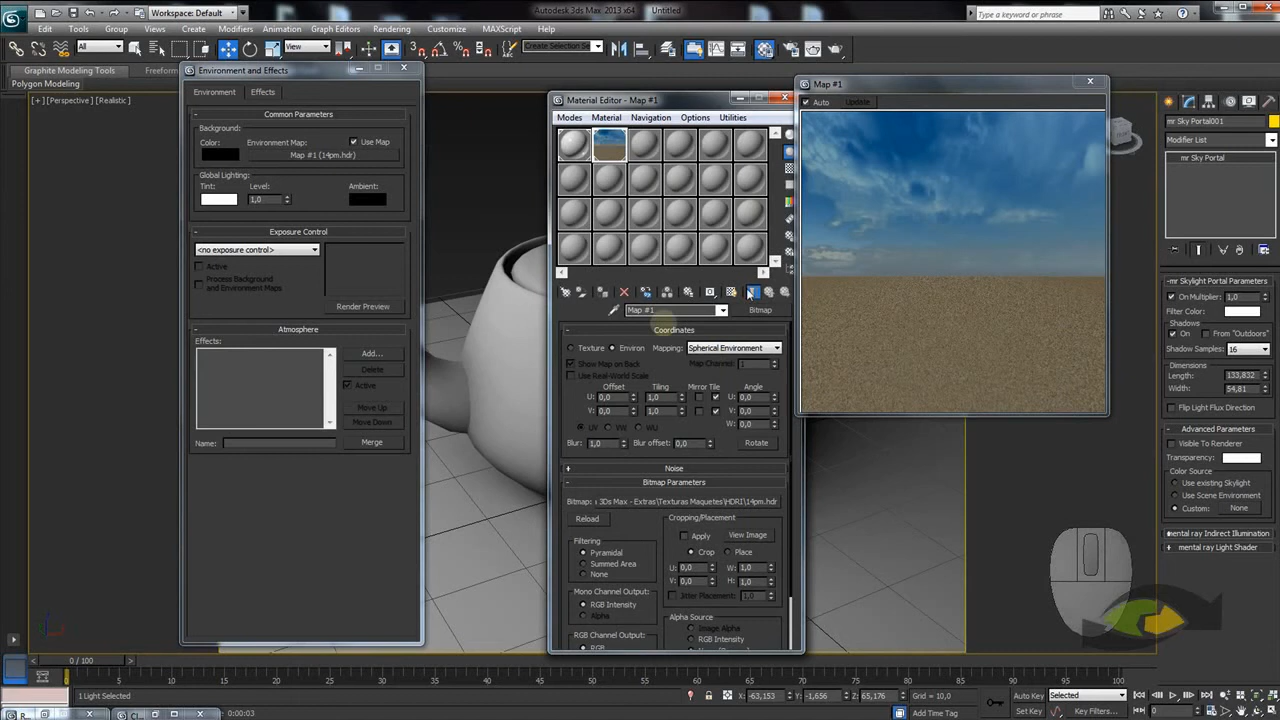 Workspace: Default
Autodesk 3ds Max 2013 x64 Untitled
Type a keyword or phrase
Edit Tools Group Views Create Modifiers Animation Graph Editors Rendering Customize MAXScript Help
All
View
Create Selection Se
Graphite Modeling Tools
Freeform
Polygon Modeling
[+] [Perspective] [Realistic]
Environment and Effects
Environment Effects
Common Parameters
Background:
Color: Environment Map: Use Map
Map #1 (14pm.hdr)
Global Lighting:
Tint: Level: Ambient:
1,0
Exposure Control
<no exposure control>
Active
Process Background
and Environment Maps
Render Preview
Atmosphere
Effects:
Add...
Delete
Active
Move Up
Move Down
Name:
Merge
Material Editor - Map #1
Modes Material Navigation Options Utilities
Map #1 Bitmap
Coordinates
Texture Environ Mapping: Spherical Environment
Show Map on Back Map Channel: 1
Use Real-World Scale
Offset Tiling Mirror Tile Angle
U: 0,0 1,0 U: 0,0
V: 0,0 1,0 V: 0,0
W: 0,0
UV VW WU
Blur: 1,0 Blur offset: 0,0 Rotate
Noise
Bitmap Parameters
Bitmap: 3Ds Max - Extras\Texturas Maquetes\HDRI\14pm.hdr
Reload
Cropping/Placement
Apply View Image
Crop Place
U: 0,0 W: 1,0
V: 0,0 H: 1,0
Jitter Placement: 1,0
Filtering
Pyramidal
Summed Area
None
Mono Channel Output:
RGB Intensity
Alpha
RGB Channel Output:
RGB
Alpha Source
Image Alpha
RGB Intensity
Map #1
Auto Update
mr Sky Portal001
Modifier List
mr Sky Portal
mr Skylight Portal Parameters
On Multiplier: 1,0
Filter Color:
Shadows
On From "Outdoors"
Shadow Samples: 16
Dimensions
Length: 133,832
Width: 54,81
Flip Light Flux Direction
Advanced Parameters
Visible To Renderer
Transparency:
Color Source
Use existing Skylight
Use Scene Environment
Custom: None
mental ray Indirect Illumination
mental ray Light Shader
0 / 100
10 15 20 25 30 35 40 45 50 55 60 65 70 75 80 85 90 95 100
1 Light Selected
X: -63,153 Y: -1,656 Z: 65,176 Grid = 10,0
Auto Key Selected
0:00:03
Add Time Tag
Set Key Key Filters...
0